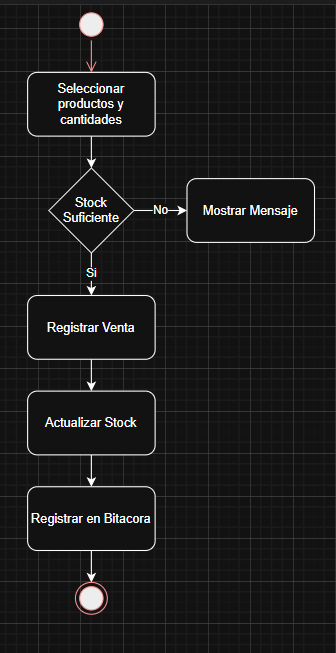 Seleccionar
productos y
cantidades
Stock
Suficiente
No
Mostrar Mensaje
Si
Registrar Venta
Actualizar Stock
Registrar en Bitacora